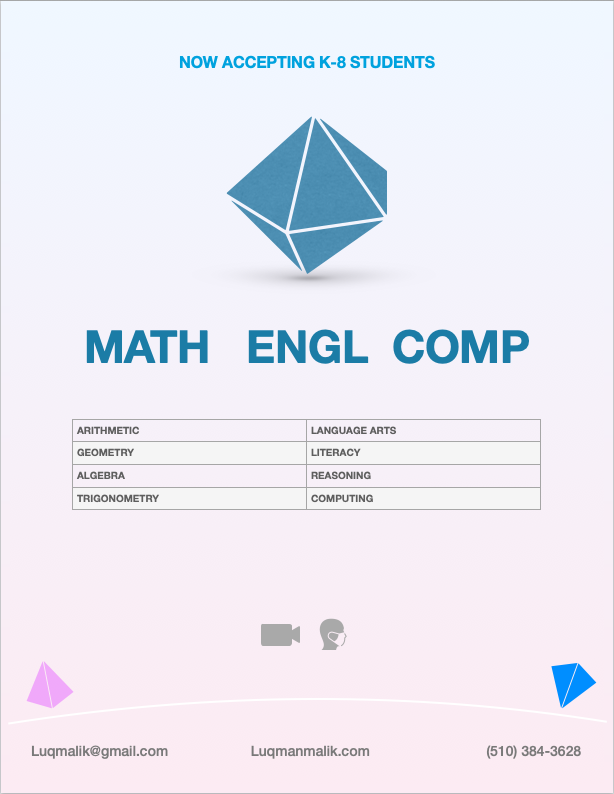 NOW ACCEPTING K-8 STUDENTS
MATH ENGL COMP
ARITHMETIC LANGUAGE ARTS
GEOMETRY LITERACY
ALGEBRA REASONING
TRIGONOMETRY COMPUTING
Luqmalik@gmail.com Luqmanmalik.com (510) 384-3628